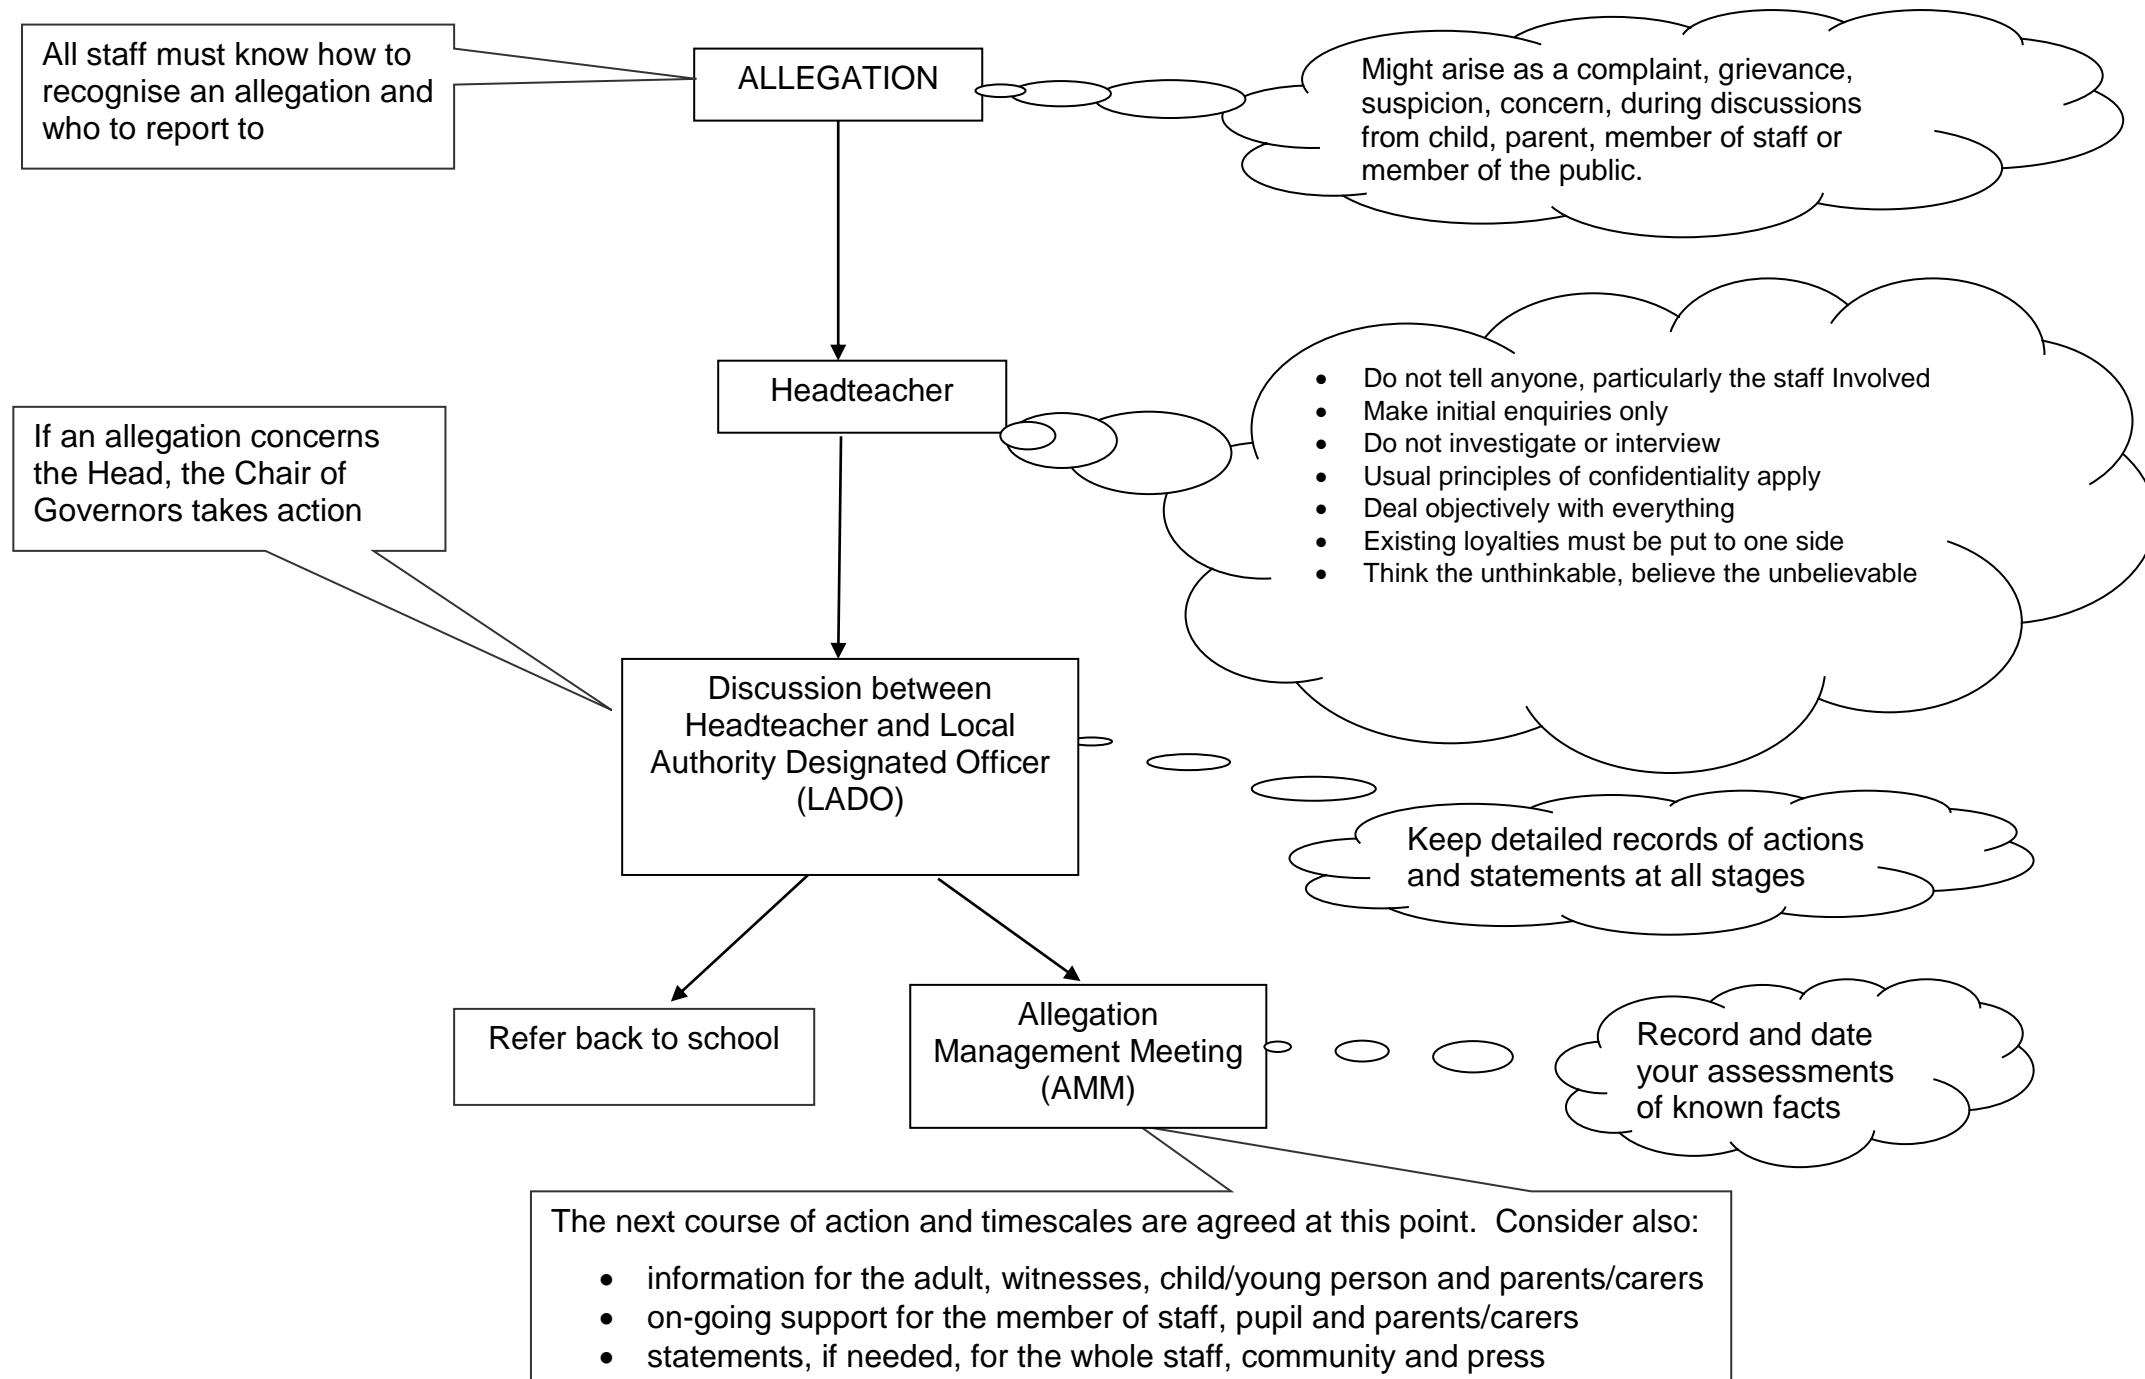 All staff must know how to
recognise an allegation and
who to report to
ALLEGATION
Might arise as a complaint, grievance,
suspicion, concern, during discussions
from child, parent, member of staff or
member of the public.
Headteacher
• Do not tell anyone, particularly the staff Involved
• Make initial enquiries only
• Do not investigate or interview
• Usual principles of confidentiality apply
• Deal objectively with everything
• Existing loyalties must be put to one side
• Think the unthinkable, believe the unbelievable
If an allegation concerns
the Head, the Chair of
Governors takes action
Discussion between
Headteacher and Local
Authority Designated Officer
(LADO)
Keep detailed records of actions
and statements at all stages
Refer back to school
Allegation
Management Meeting
(AMM)
Record and date
your assessments
of known facts
The next course of action and timescales are agreed at this point.  Consider also:
• information for the adult, witnesses, child/young person and parents/carers
• on-going support for the member of staff, pupil and parents/carers
• statements, if needed, for the whole staff, community and press